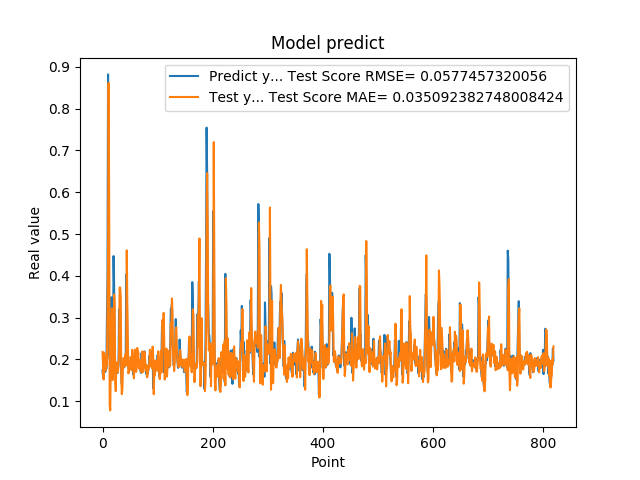 Model predict
Predict y... Test Score RMSE= 0.0577457320056
Test y... Test Score MAE= 0.035092382748008424
Real value
0.9
0.8
0.7
0.6
0.5
0.4
0.3
0.2
0.1
0 200 400 600 800
Point